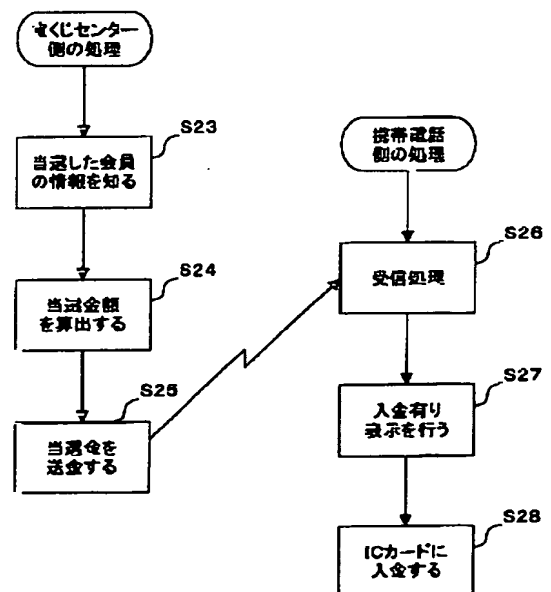 宝くじセンター
側の処理
S23
当選した会員
の情報を知る
S24
当選金額
を算出する
S25
当選金を
送金する
携帯電話
側の処理
S26
受信処理
S27
入金有り
表示を行う
S28
ICカードに
入金する